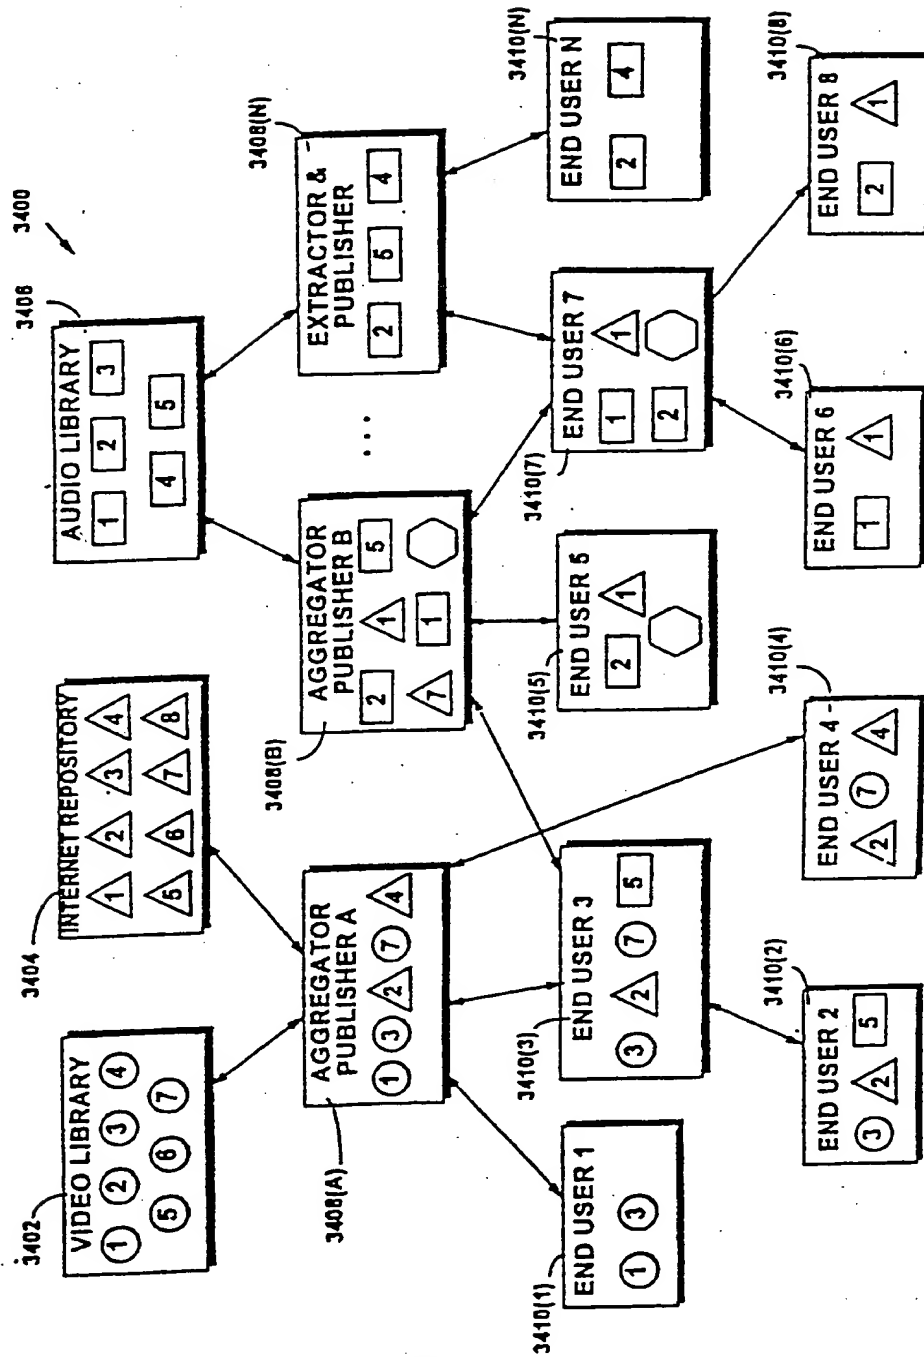 3400
3402
VIDEO LIBRARY
1 2 3 4
5 6 7
3404
INTERNET REPOSITORY
1 2 3 4
5 6 7 8
3406
AUDIO LIBRARY
1 2 3
4 5
3408(A)
AGGREGATOR
PUBLISHER A
1 3 2 7 4
3408(B)
AGGREGATOR
PUBLISHER B
2 1 5
7 1
...
3408(N)
EXTRACTOR &
PUBLISHER
2 5 4
3410(1)
END USER 1
1 3
3410(3)
END USER 3
3 2 7 5
3410(5)
END USER 5
2 1
3410(7)
END USER 7
1 1
2
3410(N)
END USER N
2 4
3410(2)
END USER 2
3 2 5
3410(4)
END USER 4
2 7 4
3410(6)
END USER 6
1 1
3410(8)
END USER 8
2 1